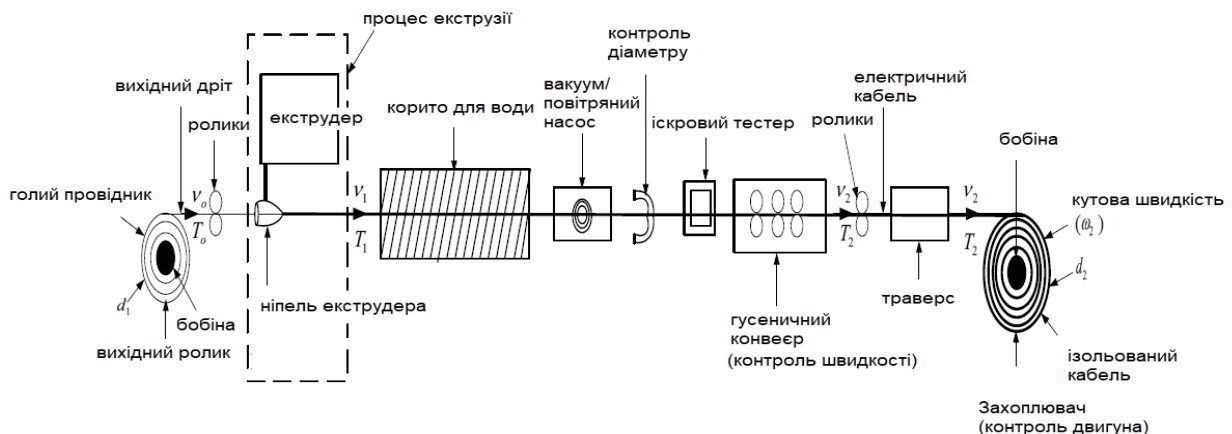 процес екструзії
контроль
діаметру
вихідний дріт
вакуум/
повітряний
насос
електричний
кабель
ролики
екструдер
корито для води
іскровий тестер
ролики
бобіна
голий провідник
v₀
T₀
v₁
T₁
v₂
T₂
v₂
T₂
кутова швидкість
(ω₂)
d₂
d₁
бобіна
вихідний ролик
ніпель екструдера
гусеничний
конвеєр
(контроль швидкості)
траверс
ізольований
кабель
Захоплювач
(контроль двигуна)